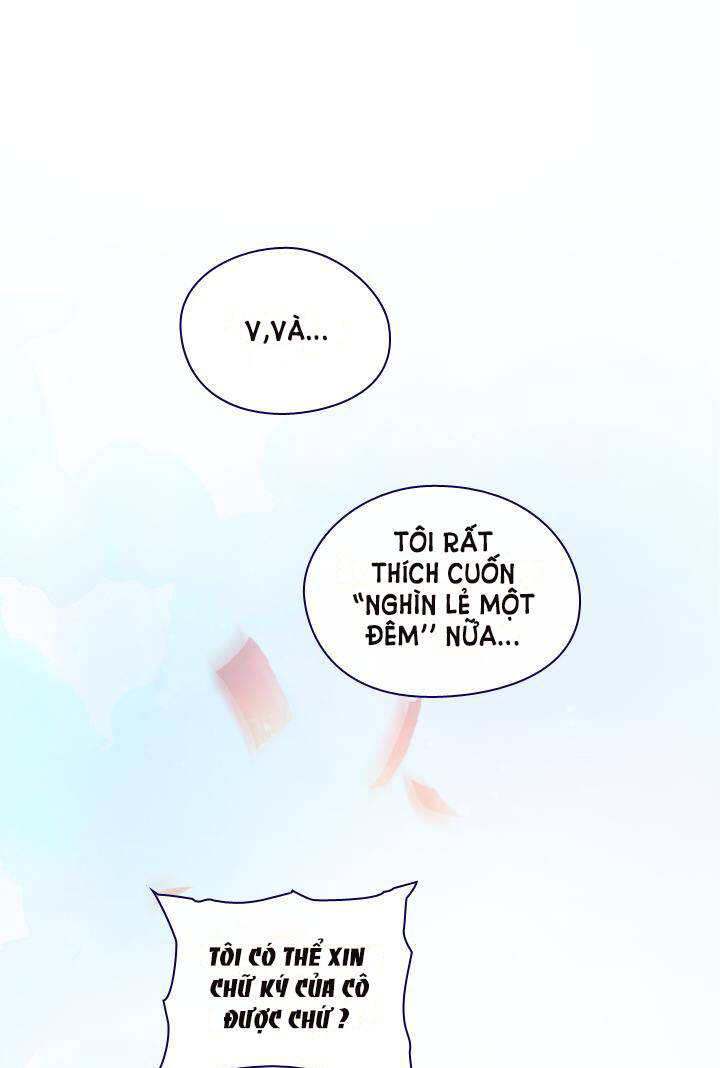 V,VÀ...
TÔI RẤT
THÍCH CUỐN
“NGHÌN LẺ MỘT
ĐÊM” NỮA...
TÔI CÓ THỂ XIN
CHỮ KÝ CỦA CÔ
ĐƯỢC CHỨ ?